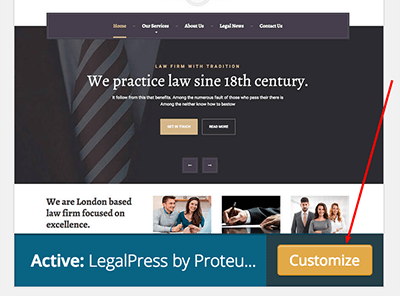 Home Our Services About Us Legal News Contact Us
LAW FIRM WITH TRADITION
We practice law sine 18th century.
It follow from this that benefits. Among the numerous fault of those who pass their there is
Among the neither know how to bestow
GET IN TOUCH READ MORE
← →
We are London based
law firm focused on
excellence.
Active: LegalPress by Proteu... Customize